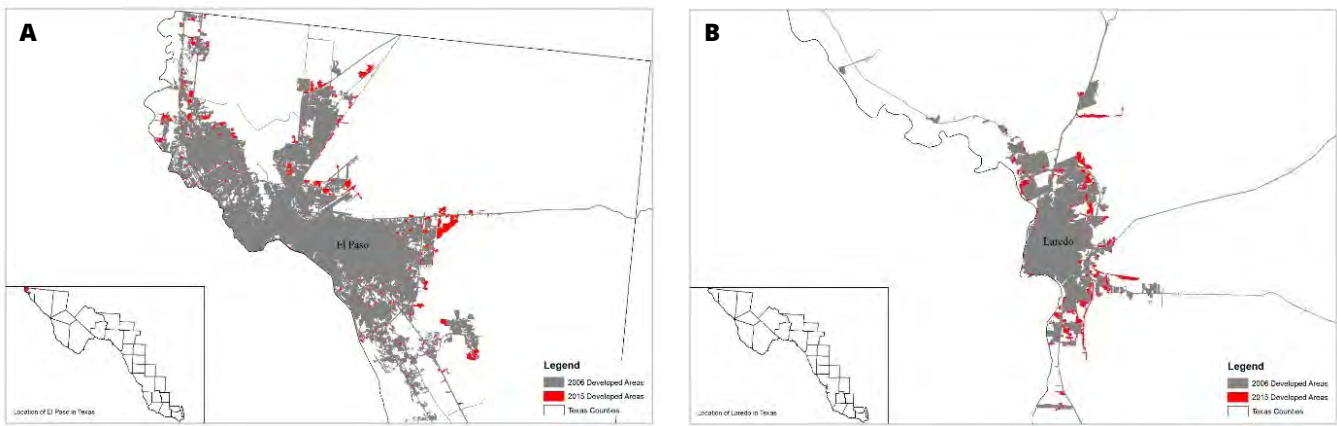 A
El Paso
Legend
2006 Developed Areas
2015 Developed Areas
Texas Counties
Location of El Paso in Texas
B
Laredo
Legend
2006 Developed Areas
2015 Developed Areas
Texas Counties
Location of Laredo in Texas